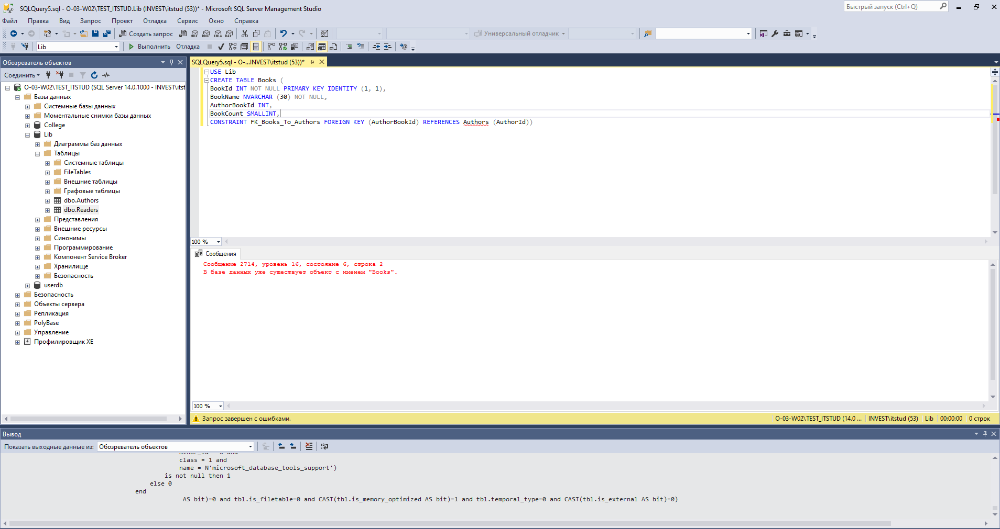 SQLQuery5.sql - O-03-W02\TEST_ITSTUD.Lib (INVEST\itstud (53))* - Microsoft SQL Server Management Studio
Быстрый запуск (Ctrl+Q)
Файл Правка Вид Запрос Проект Отладка Сервис Окно Справка
Создать запрос MDX DMX XMLA DAX Универсальный отладчик
Lib Выполнить Отладка
Обозреватель объектов
Соединить
O-03-W02\TEST_ITSTUD (SQL Server 14.0.1000 - INVEST\itst
Базы данных
Системные базы данных
Моментальные снимки базы данных
College
Lib
Диаграммы баз данных
Таблицы
Системные таблицы
FileTables
Внешние таблицы
Графовые таблицы
dbo.Authors
dbo.Readers
Представления
Внешние ресурсы
Синонимы
Программирование
Компонент Service Broker
Хранилище
Безопасность
userdb
Безопасность
Объекты сервера
Репликация
PolyBase
Управление
Профилировщик XE
SQLQuery5.sql - O-...INVEST\itstud (53))*
USE Lib
CREATE TABLE Books (
BookId INT NOT NULL PRIMARY KEY IDENTITY (1, 1),
BookName NVARCHAR (30) NOT NULL,
AuthorBookId INT,
BookCount SMALLINT,
CONSTRAINT FK_Books_To_Authors FOREIGN KEY (AuthorBookId) REFERENCES Authors (AuthorId))
100 %
Сообщения
Сообщение 2714, уровень 16, состояние 6, строка 2
В базе данных уже существует объект с именем "Books".
100 %
Запрос завершен с ошибками.
O-03-W02\TEST_ITSTUD (14.0 ... INVEST\itstud (53) Lib 00:00:00 0 строк
Вывод
Показать выходные данные из: Обозреватель объектов
class = 1 and
name = N'microsoft_database_tools_support')
is not null then 1
else 0
end
AS bit)=0 and tbl.is_filetable=0 and CAST(tbl.is_memory_optimized AS bit)=1 and tbl.temporal_type=0 and CAST(tbl.is_external AS bit)=0)